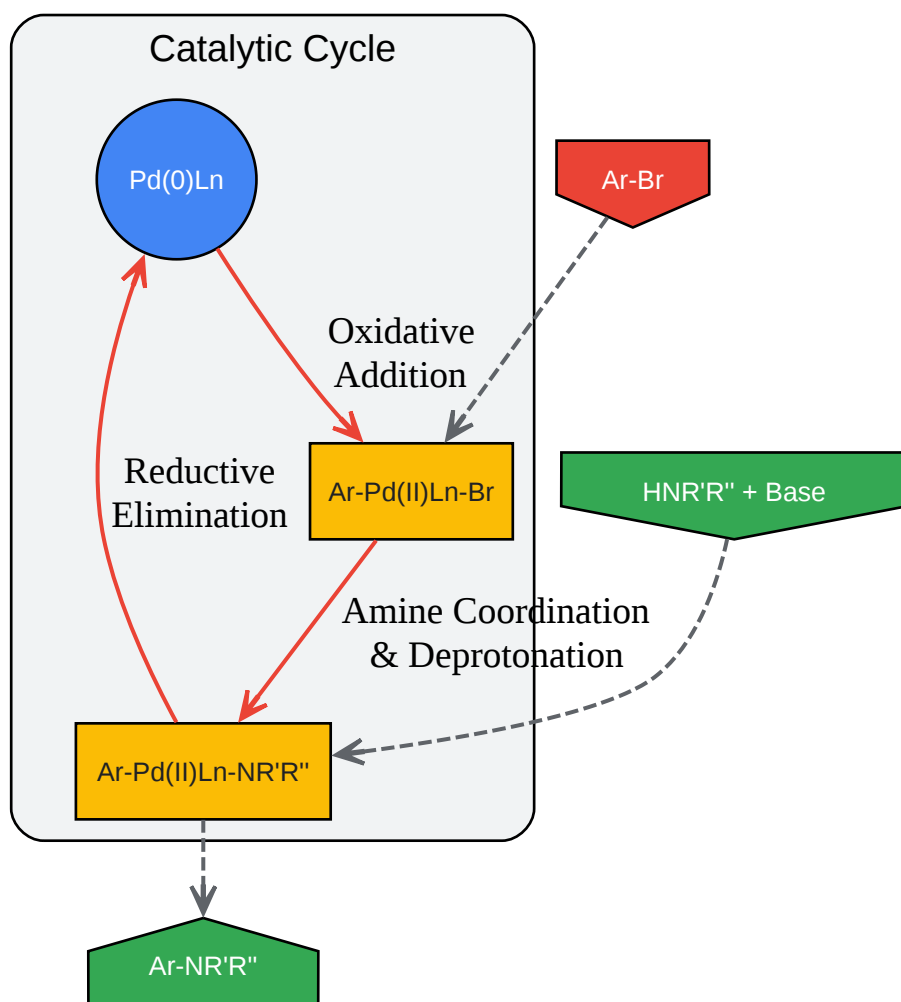 Catalytic Cycle
Pd(0)Ln
Ar-Br
Oxidative
Addition
Ar-Pd(II)Ln-Br
HNR'R'' + Base
Reductive
Elimination
Amine Coordination
& Deprotonation
Ar-Pd(II)Ln-NR'R''
Ar-NR'R''